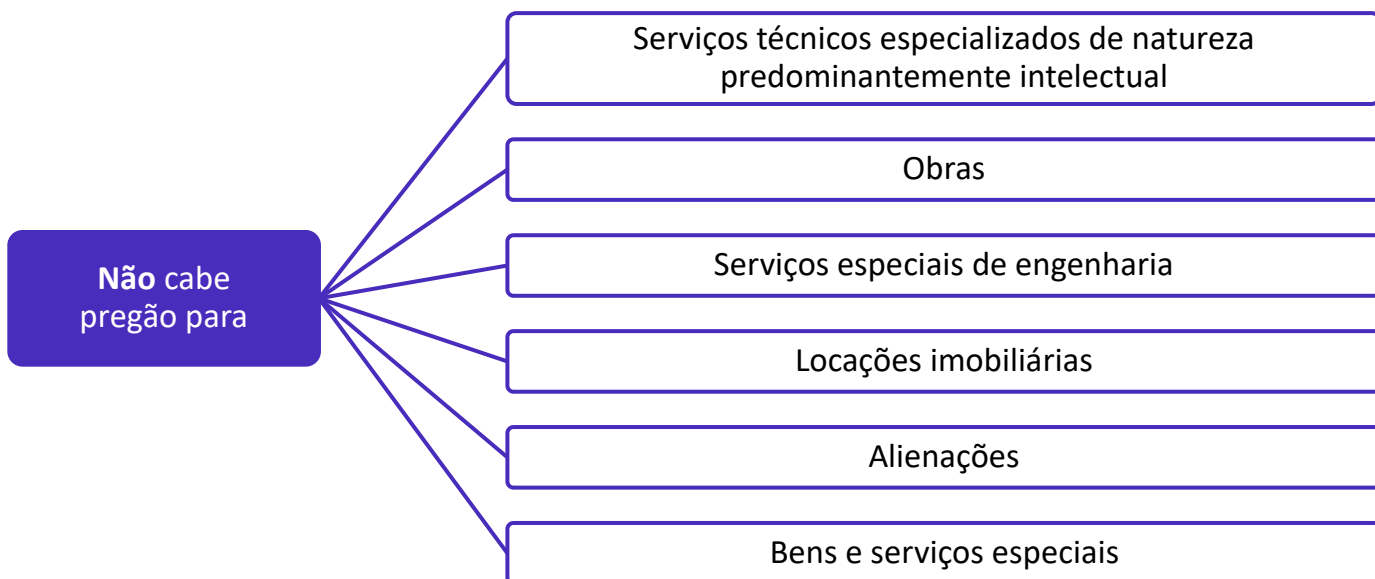 Não cabe
pregão para
Serviços técnicos especializados de natureza
predominantemente intelectual
Obras
Serviços especiais de engenharia
Locações imobiliárias
Alienações
Bens e serviços especiais